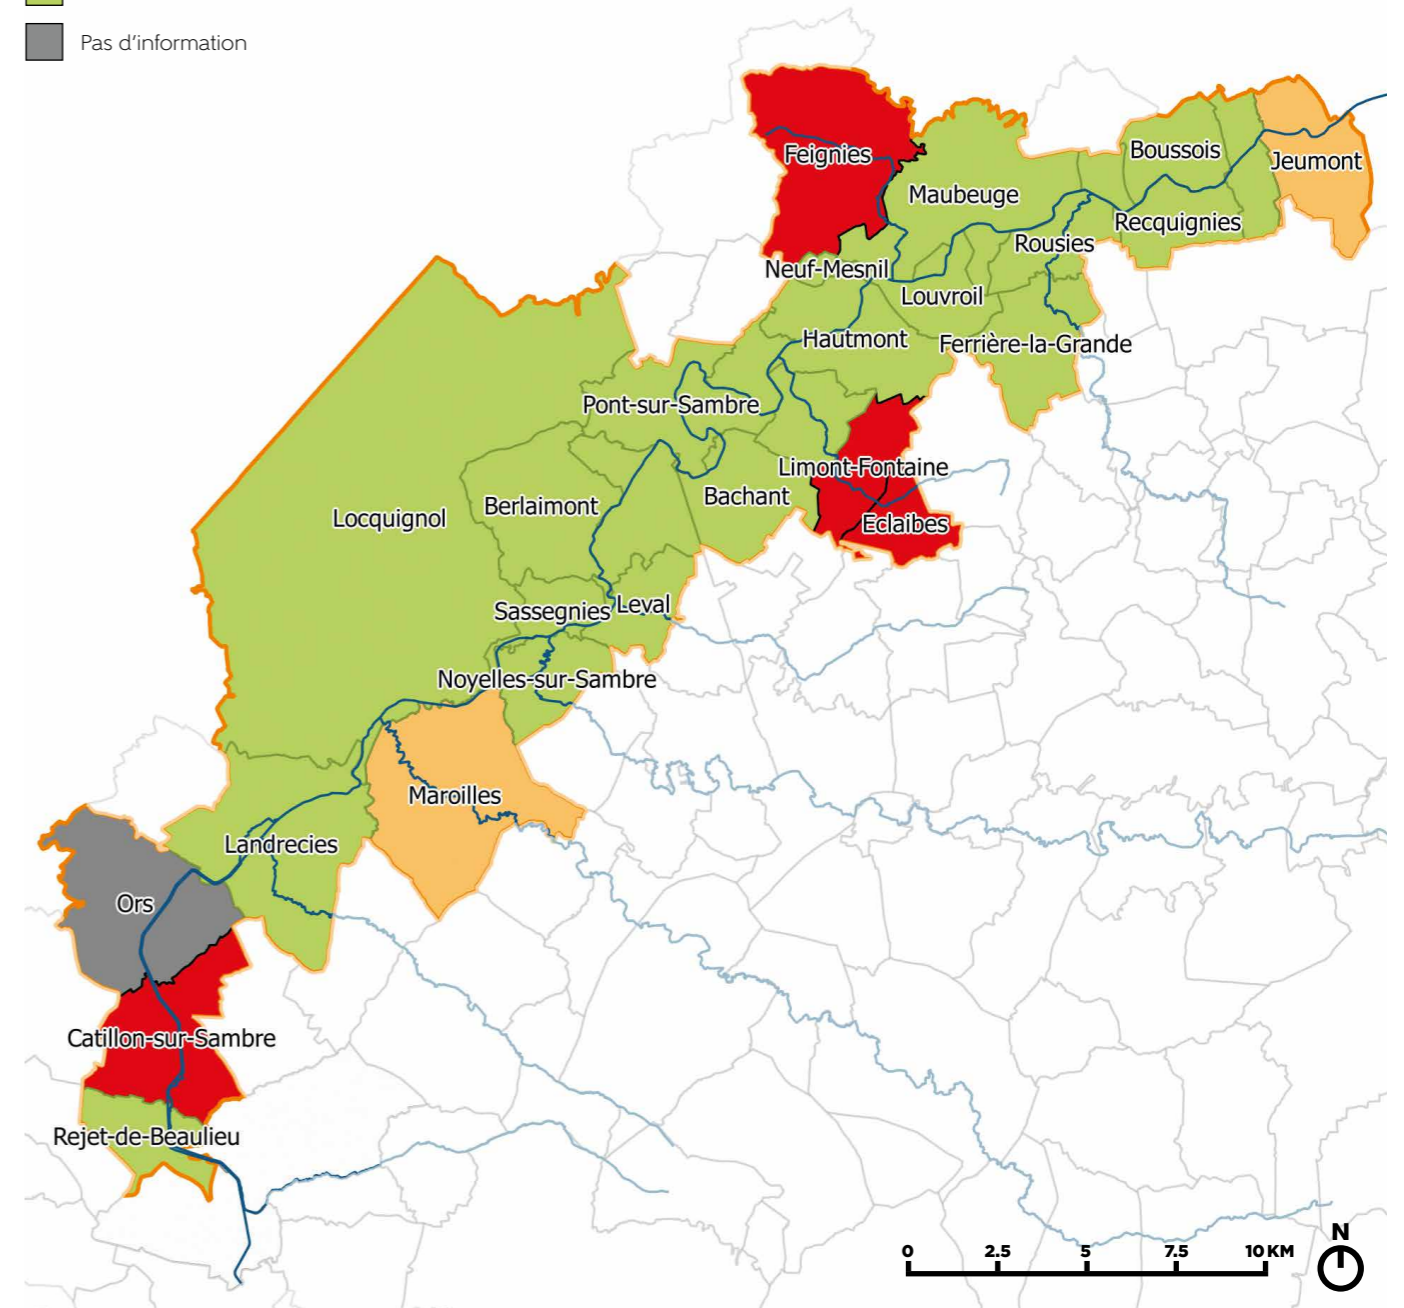 Pas d'information
Feignies
Boussois
Jeumont
Maubeuge
Recquignies
Rousies
Neuf-Mesnil
Louvroil
Hautmont
Ferrière-la-Grande
Pont-sur-Sambre
Limont-Fontaine
Bachant
Berlaimont
Locquignol
Eclaibes
Sassegnies
Leval
Noyelles-sur-Sambre
Maroilles
Landrecies
Ors
Catillon-sur-Sambre
Rejet-de-Beaulieu
N
0 2.5 5 7.5 10 KM